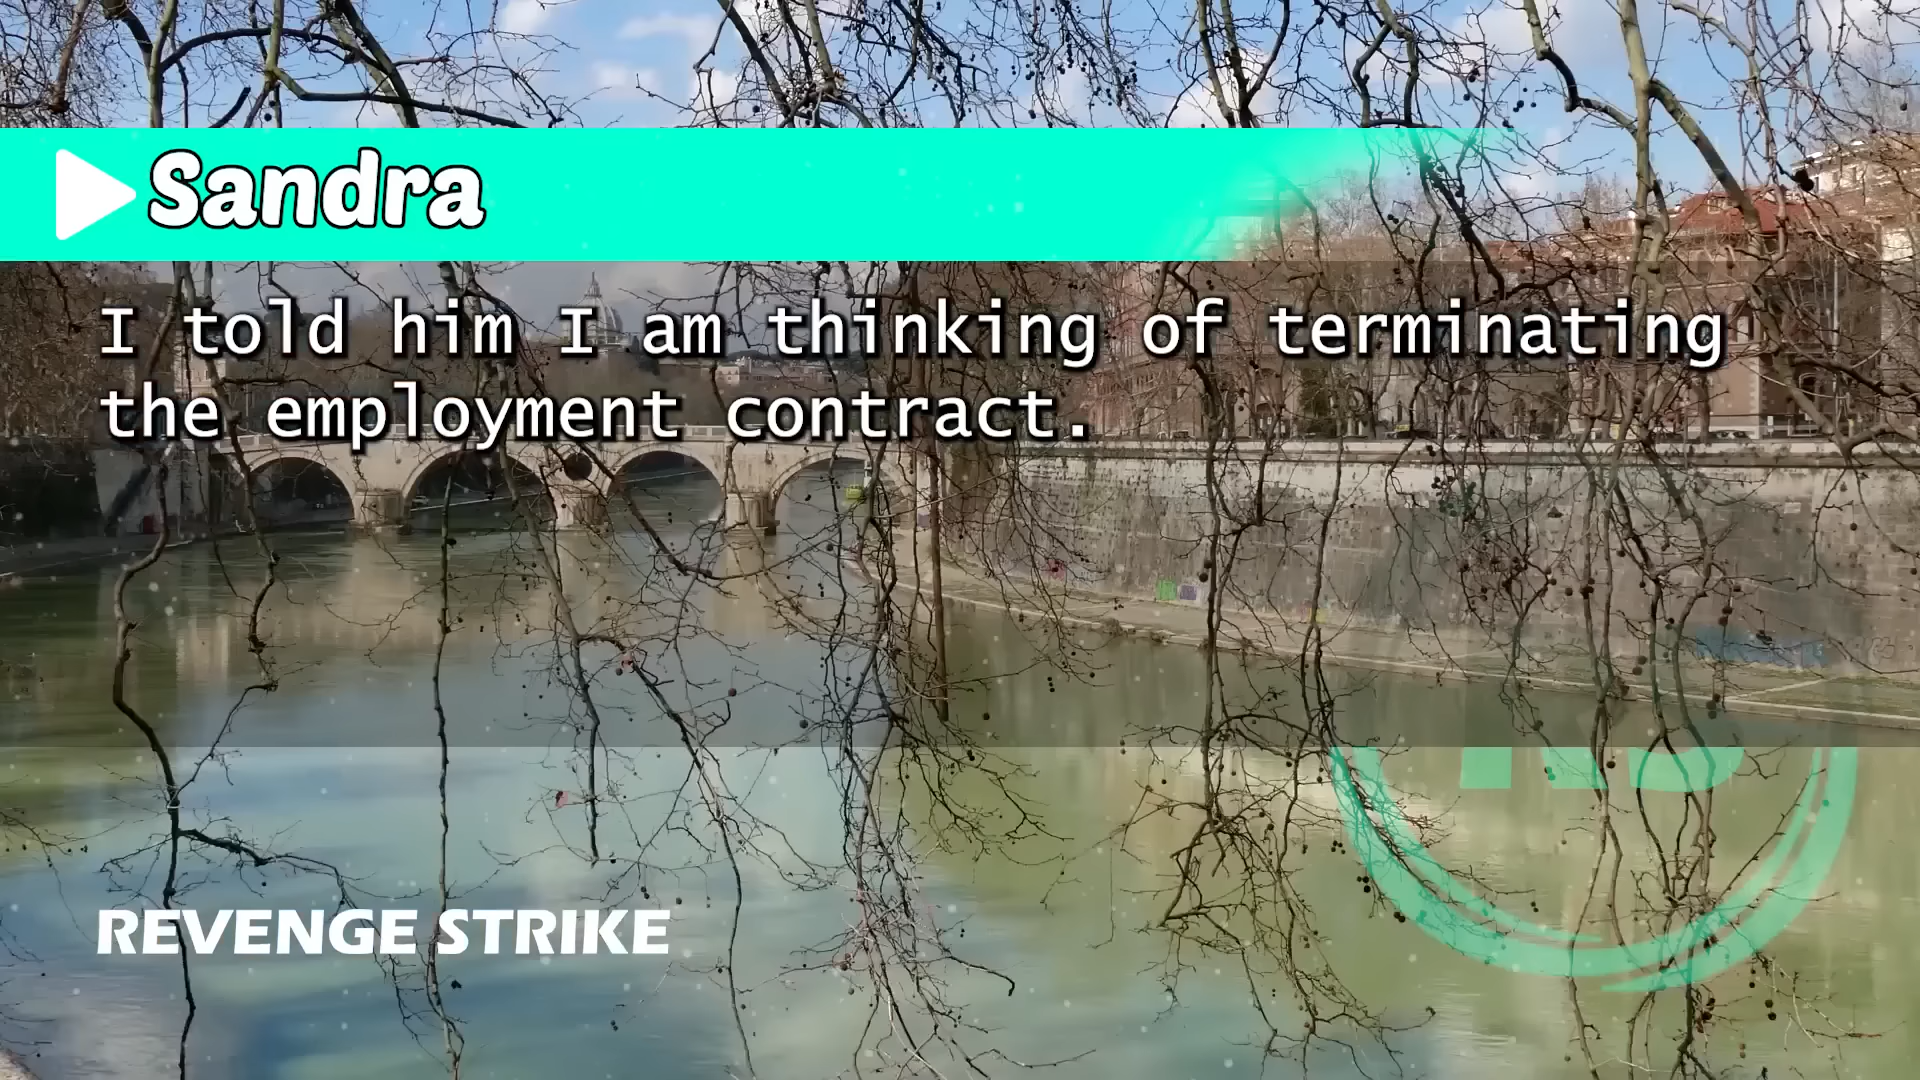 Sandra
I told him I am thinking of terminating
the employment contract.
REVENGE STRIKE